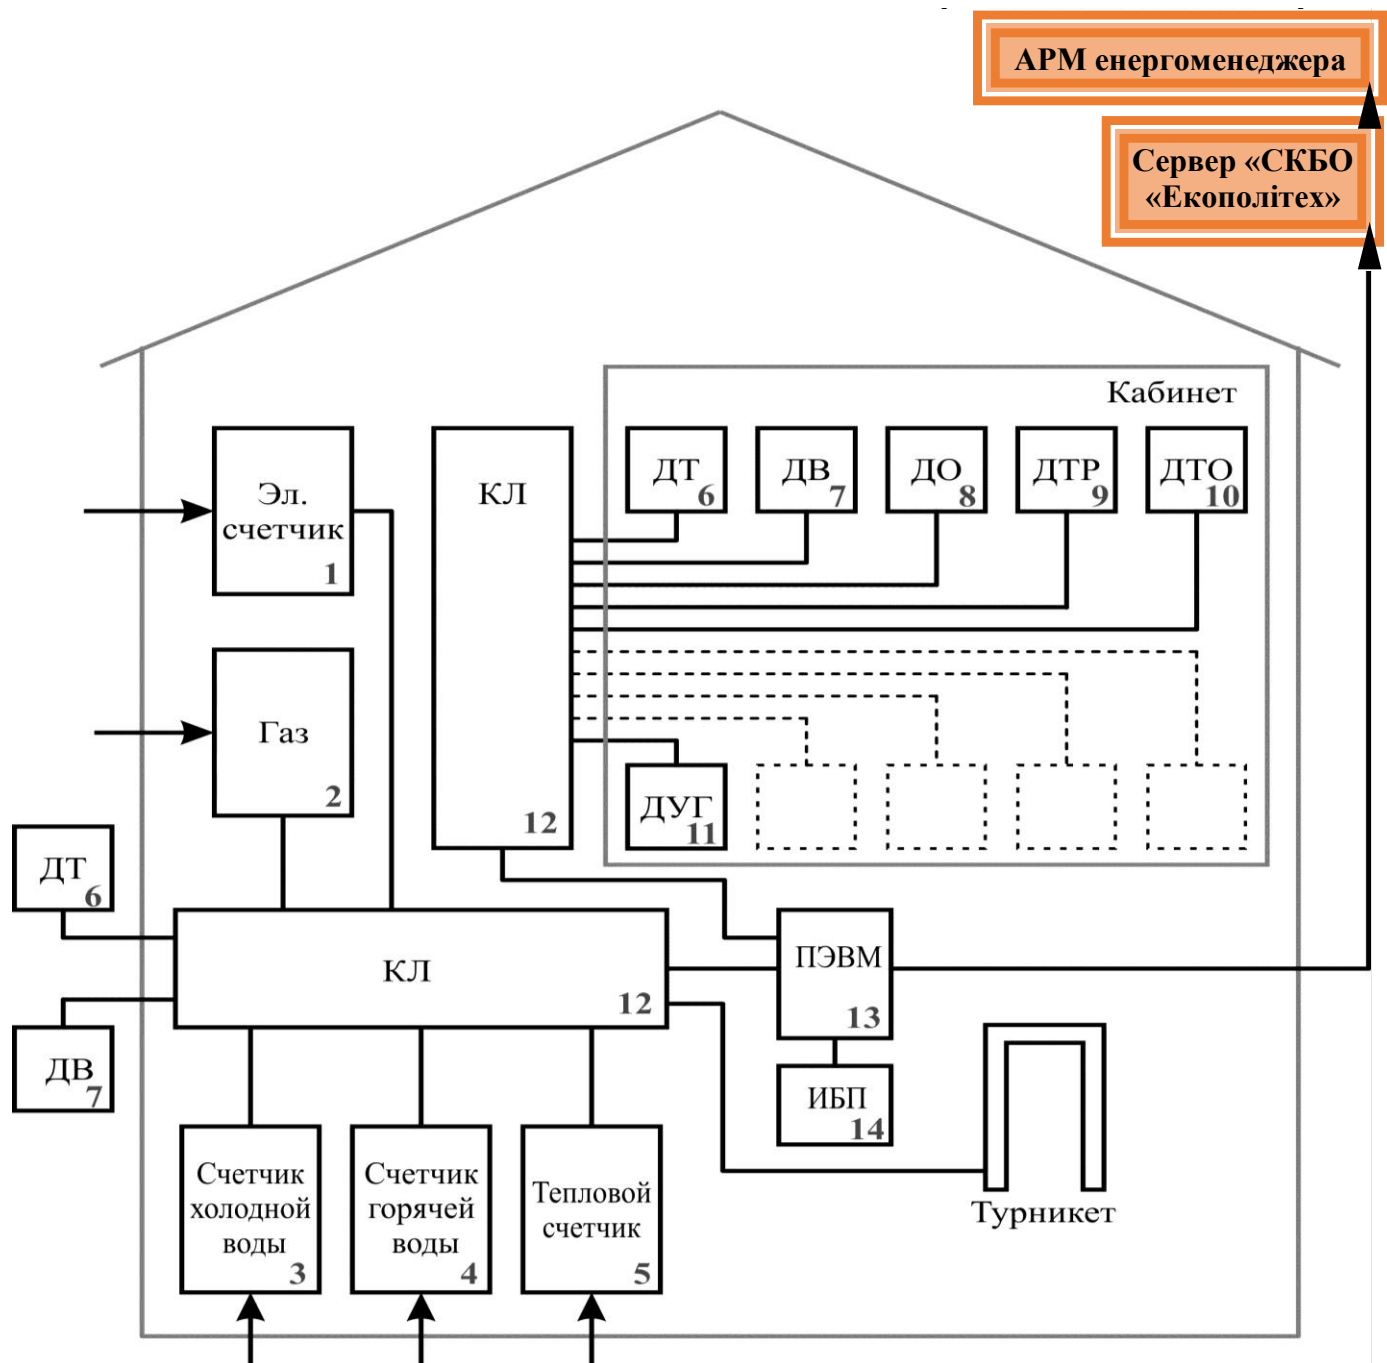 АРМ енергоменеджера
Сервер «СКБО
«Екополітех»
Кабинет
Эл.
счетчик
1
КЛ
12
ДТ
6
ДВ
7
ДО
8
ДТР
9
ДТО
10
Газ
2
ДУГ
11
ДТ
6
КЛ
12
ПЭВМ
13
ДВ
7
ИБП
14
Счетчик
холодной
воды
3
Счетчик
горячей
воды
4
Тепловой
счетчик
5
Турникет